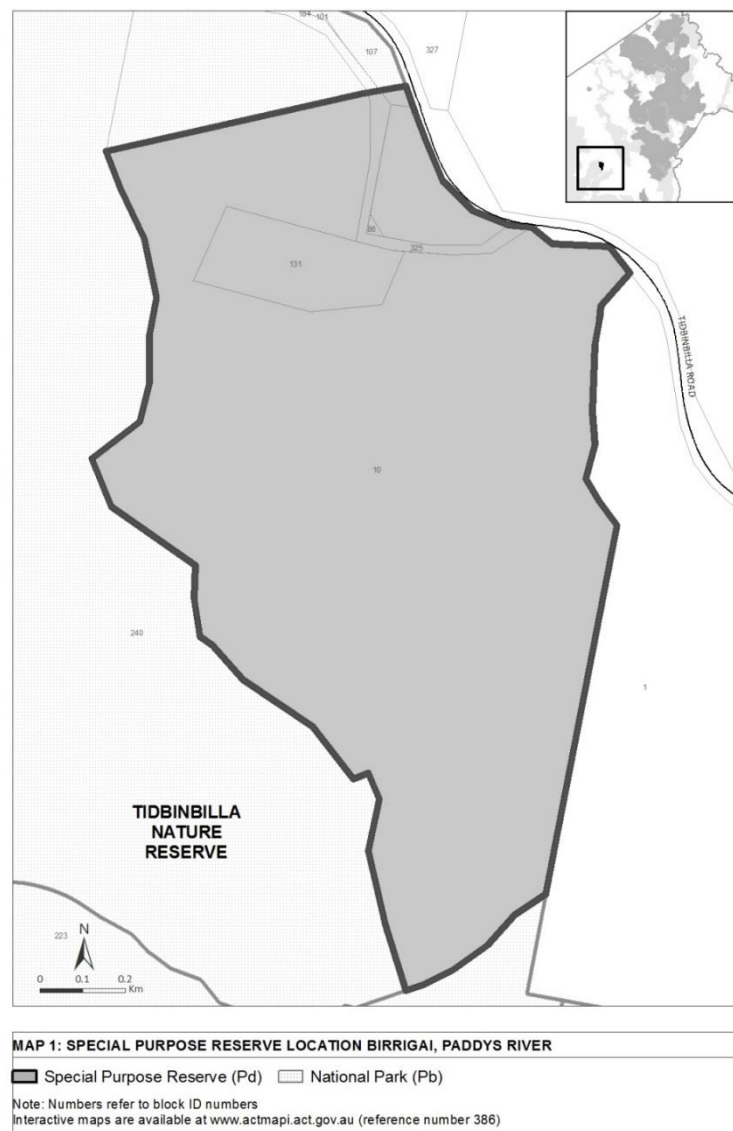 184
101
107
327
86
325
131
TIDBINBILLA ROAD
10
240
1
TIDBINBILLA
NATURE
RESERVE
223
N
0 0.1 0.2
Km
MAP 1: SPECIAL PURPOSE RESERVE LOCATION BIRRIGAI, PADDYS RIVER
Special Purpose Reserve (Pd) National Park (Pb)
Note: Numbers refer to block ID numbers
Interactive maps are available at www.actmapi.act.gov.au (reference number 386)